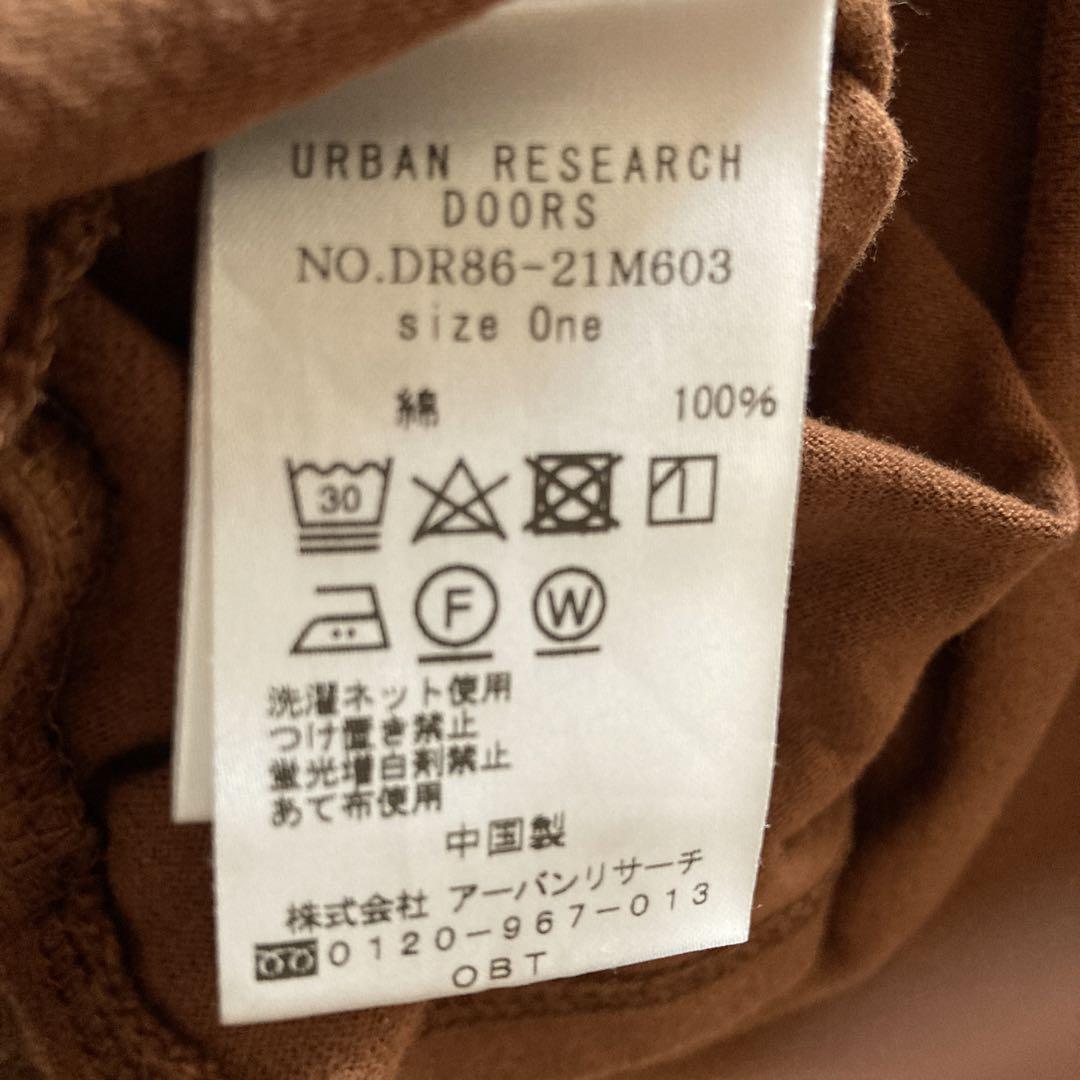 URBAN RESEARCH
DOORS
NO.DR86-21M603
size One
綿 100%
30
F W
洗濯ネット使用
つけ置き禁止
蛍光増白剤禁止
あて布使用
中国製
株式会社 アーバンリサーチ
0120-967-013
OBT